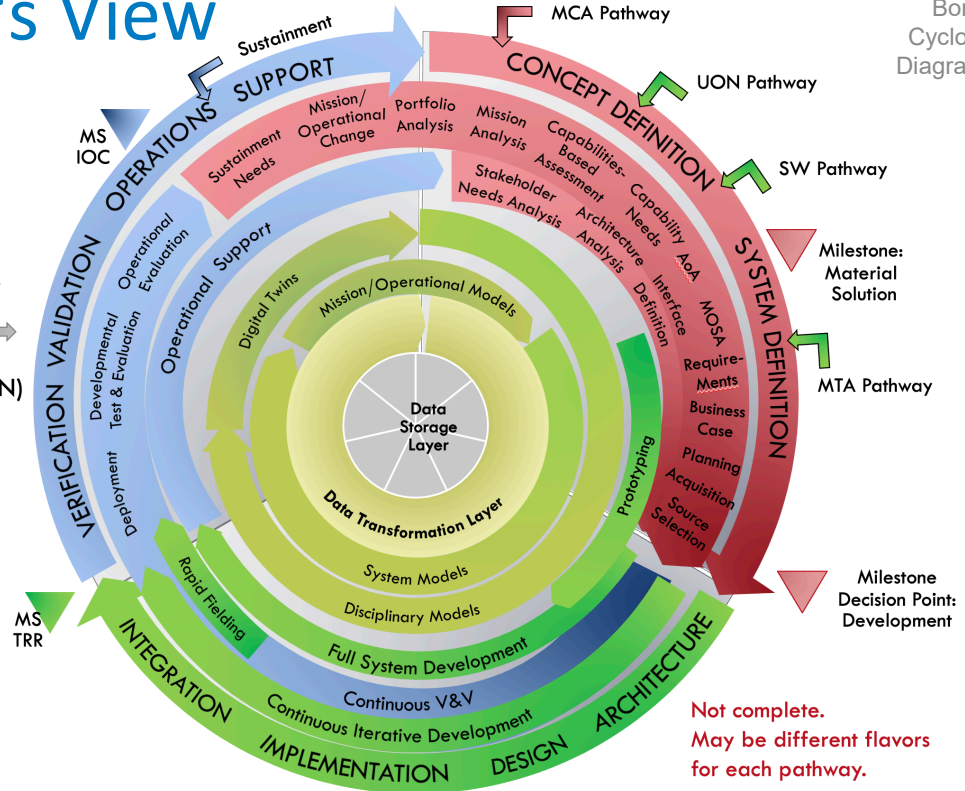 's View
Bor
Cyclo
Diagra
MCA Pathway
UON Pathway
SW Pathway
Milestone:
Material
Solution
MTA Pathway
Milestone
Decision Point:
Development
Not complete.
May be different flavors
for each pathway.
MS
TRR
N)
MS
IOC
Sustainment
OPERATIONS SUPPORT
CONCEPT DEFINITION
SYSTEM DEFINITION
ARCHITECTURE
DESIGN
IMPLEMENTATION
INTEGRATION
VERIFICATION VALIDATION
Sustainment
Needs
Mission/
Operational
Change
Portfolio
Analysis
Mission
Analysis
Capabilities-
Based
Assessment
Capability
Needs
AoA
MOSA
Require-
Ments
Business
Case
Planning
Acquisition
Source
Selection
Stakeholder
Needs Analysis
Architecture
Analysis
Interface
Definition
Prototyping
Operational
Evaluation
Developmental
Test & Evaluation
Deployment
Operational Support
Digital Twins
Mission/Operational Models
Data
Storage
Layer
Data Transformation Layer
System Models
Disciplinary Models
Rapid Fielding
Full System Development
Continuous V&V
Continuous Iterative Development